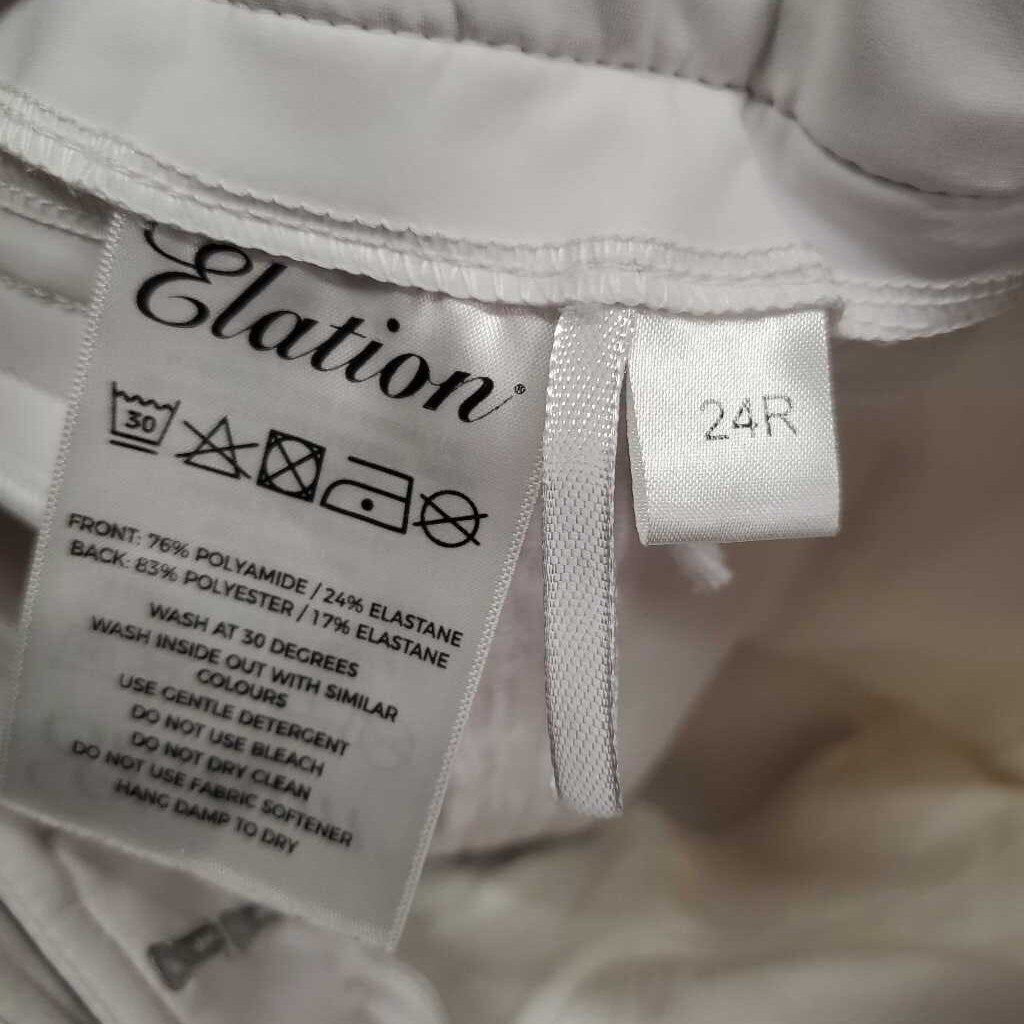 Elation®
30
FRONT: 76% POLYAMIDE / 24% ELASTANE
BACK: 83% POLYESTER / 17% ELASTANE
WASH AT 30 DEGREES
WASH INSIDE OUT WITH SIMILAR
COLOURS
USE GENTLE DETERGENT
DO NOT USE BLEACH
DO NOT DRY CLEAN
DO NOT USE FABRIC SOFTENER
HANG DAMP TO DRY
24R